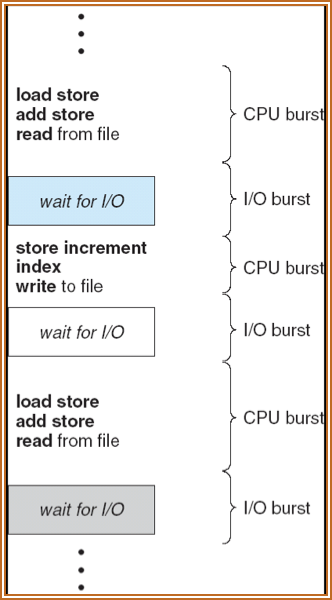 load store
add store
read from file
CPU burst
wait for I/O
I/O burst
store increment
index
write to file
CPU burst
wait for I/O
I/O burst
load store
add store
read from file
CPU burst
wait for I/O
I/O burst